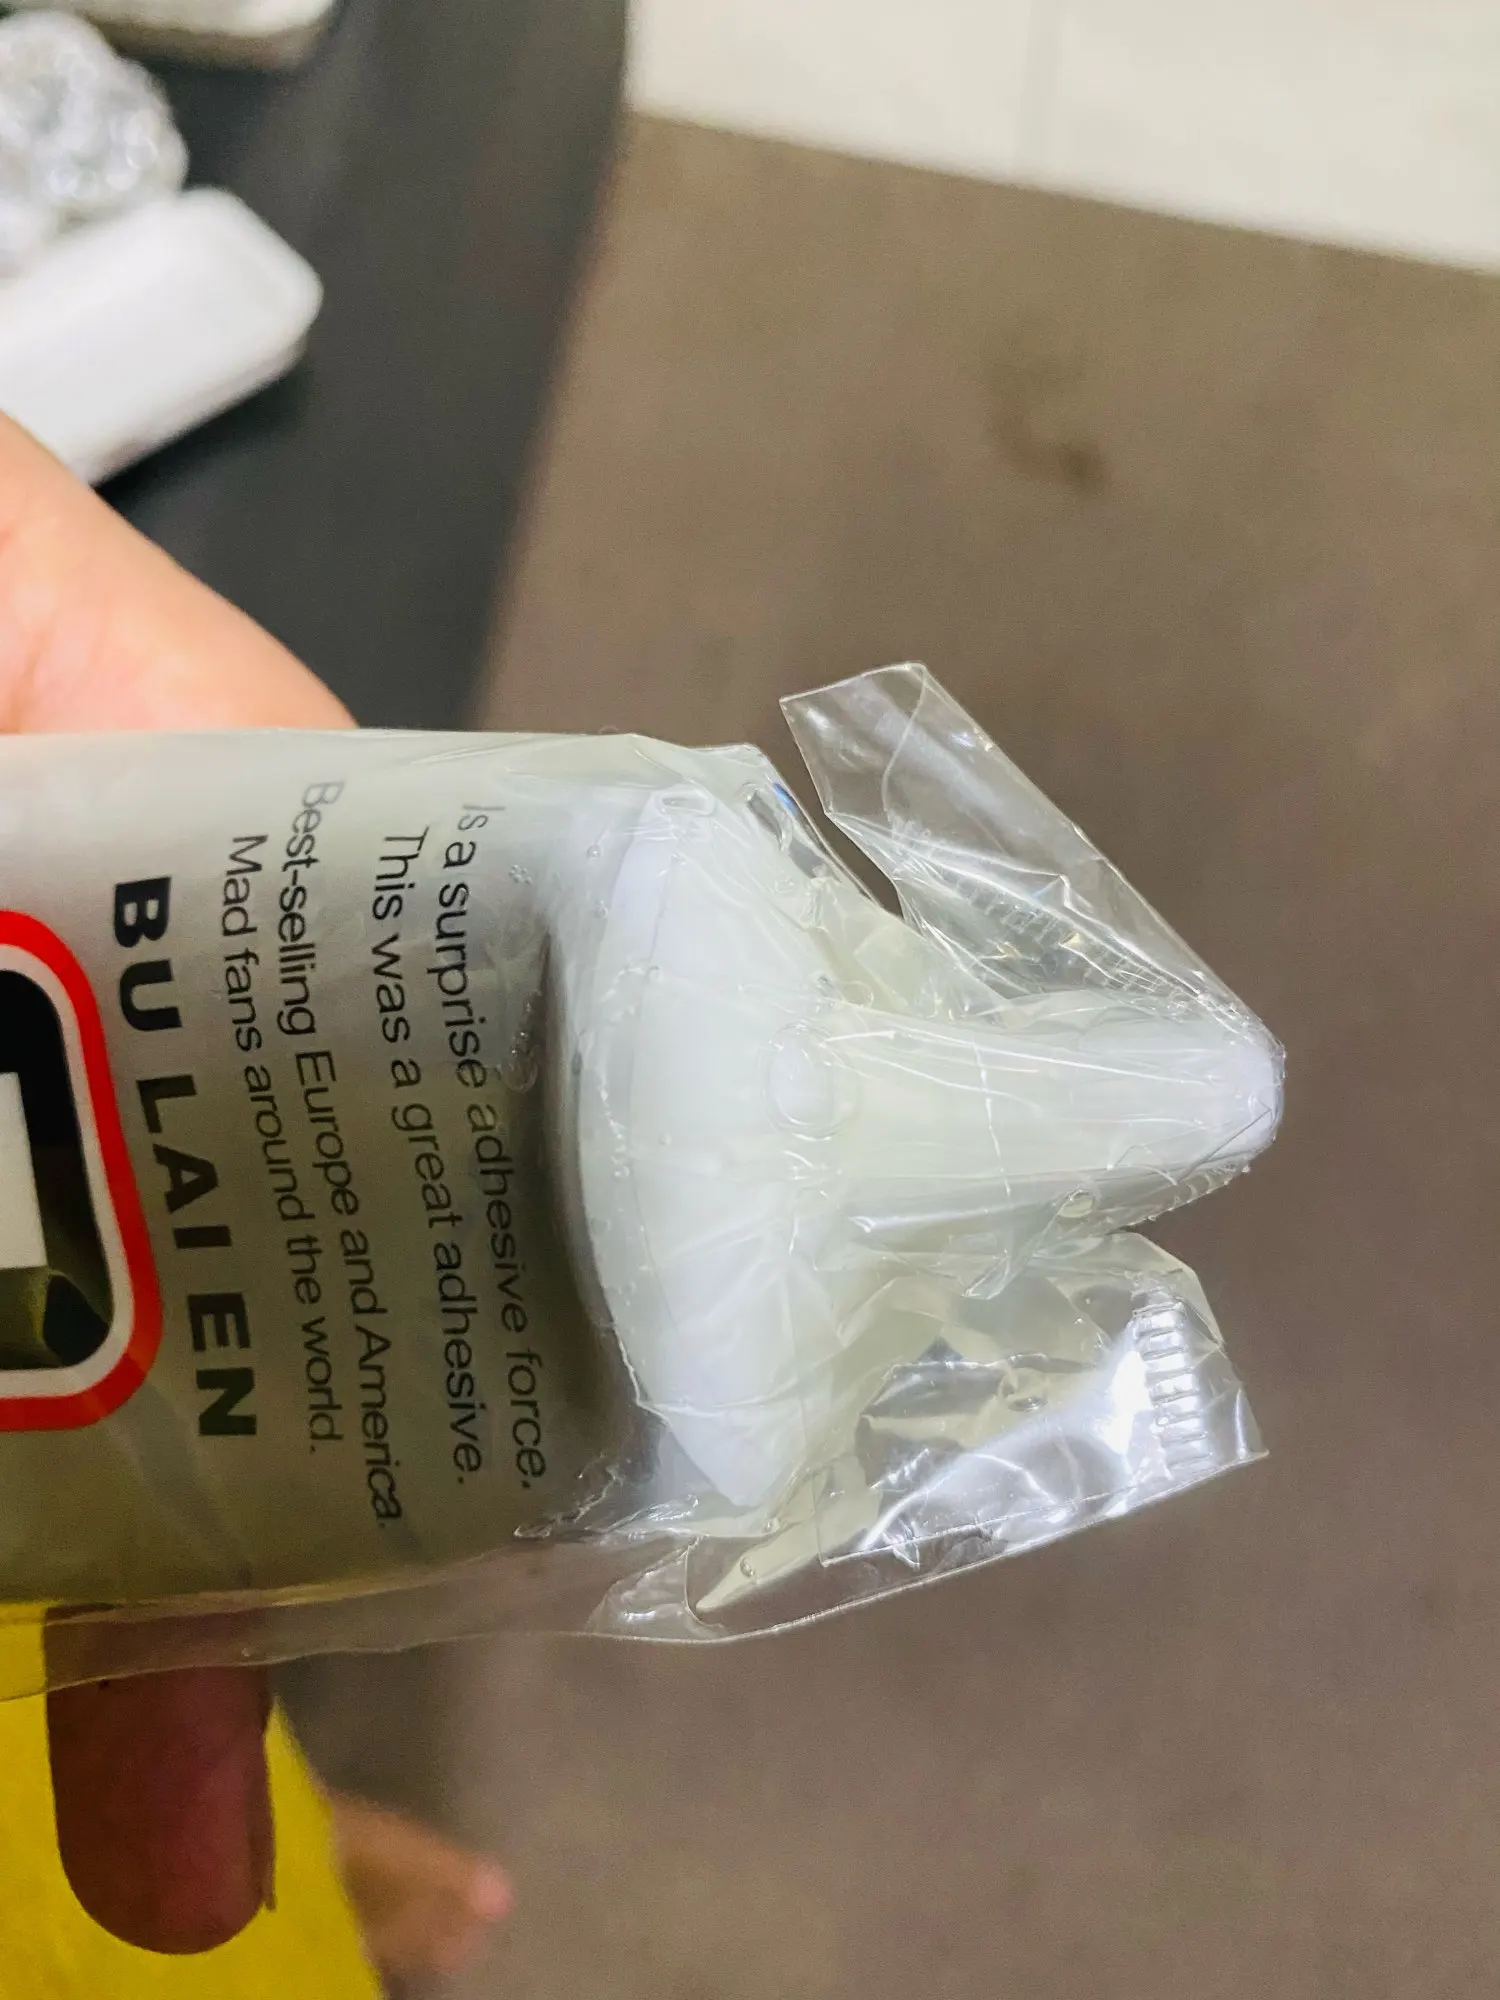 Is a surprise adhesive force.
This was a great adhesive.
Best-selling Europe and America.
Mad fans around the world.
BU LAI EN